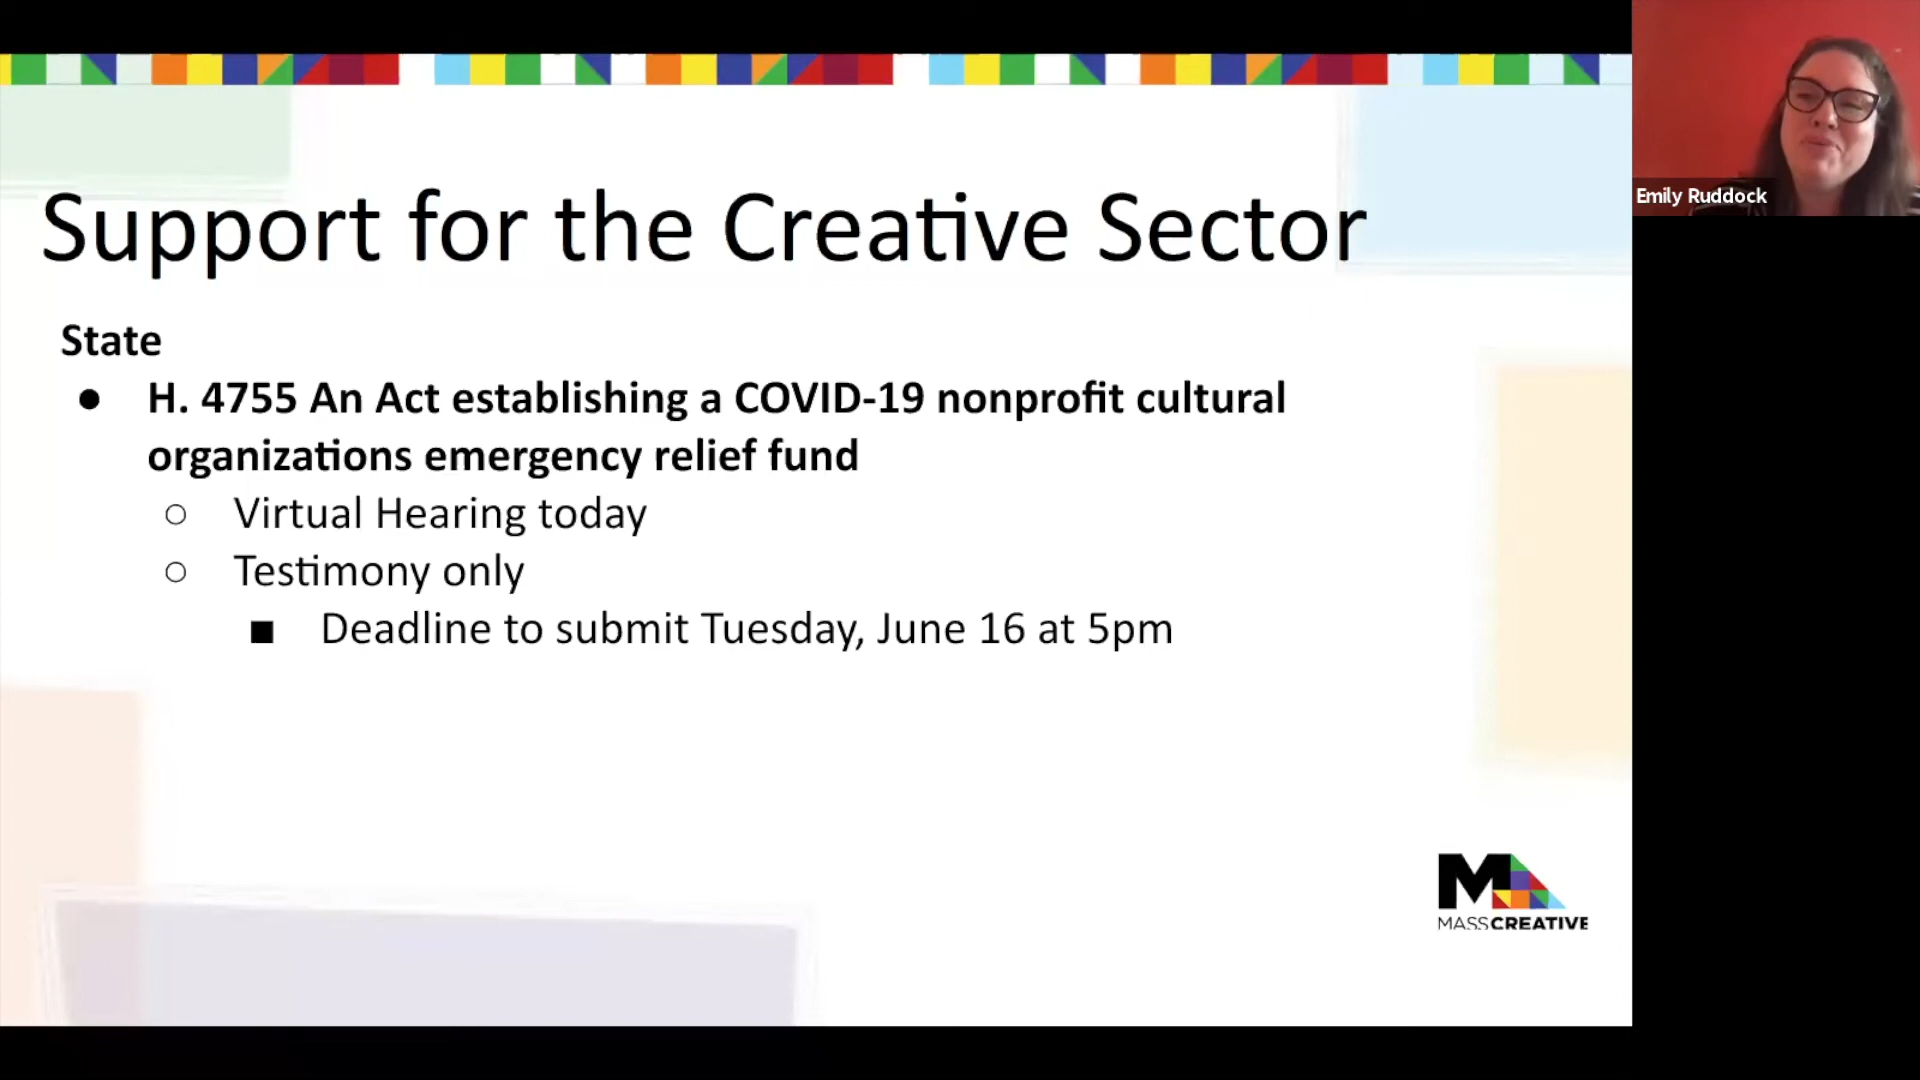 Support for the Creative Sector
Emily Ruddock
State
● H. 4755 An Act establishing a COVID-19 nonprofit cultural
organizations emergency relief fund
○ Virtual Hearing today
○ Testimony only
■ Deadline to submit Tuesday, June 16 at 5pm
M
MASSCREATIVE